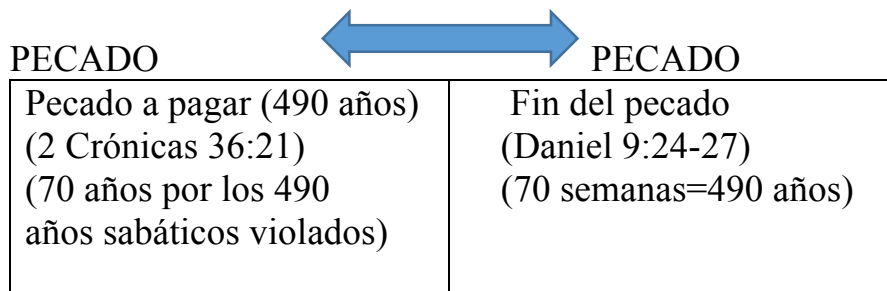 PECADO PECADO
Pecado a pagar (490 años)
(2 Crónicas 36:21)
(70 años por los 490
años sabáticos violados)
Fin del pecado
(Daniel 9:24-27)
(70 semanas=490 años)